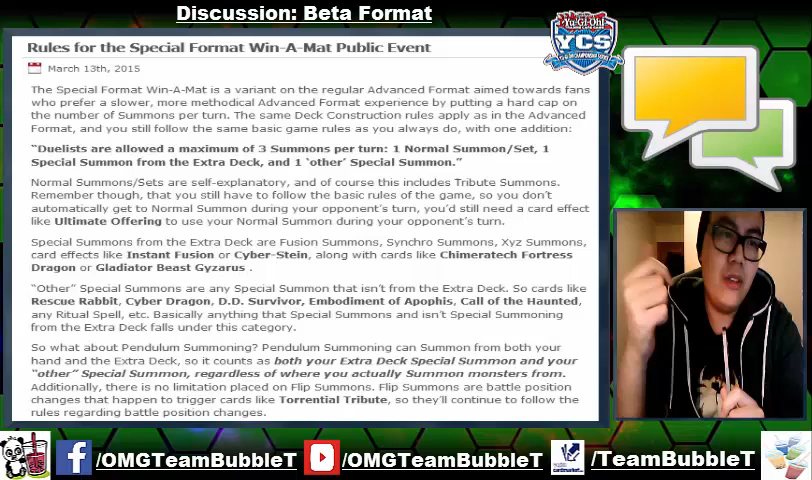 Discussion: Beta Format
Yu-Gi-Oh!
YCS
Rules for the Special Format Win-A-Mat Public Event
March 13th, 2015
The Special Format Win-A-Mat is a variant on the regular Advanced Format aimed towards fans
who prefer a slower, more methodical Advanced Format experience by putting a hard cap on
the number of Summons per turn. The same Deck Construction rules apply as in the Advanced
Format, and you still follow the same basic game rules as you always do, with one addition:
“Duelists are allowed a maximum of 3 Summons per turn: 1 Normal Summon/Set, 1
Special Summon from the Extra Deck, and 1 ‘other’ Special Summon.”
Normal Summons/Sets are self-explanatory, and of course this includes Tribute Summons.
Remember though, that you still have to follow the basic rules of the game, so you don’t
automatically get to Normal Summon during your opponent’s turn, you’d still need a card effect
like Ultimate Offering to use your Normal Summon during your opponent’s turn.
Special Summons from the Extra Deck are Fusion Summons, Synchro Summons, Xyz Summons,
card effects like Instant Fusion or Cyber-Stein, along with cards like Chimeratech Fortress
Dragon or Gladiator Beast Gyzarus .
“Other” Special Summons are any Special Summon that isn’t from the Extra Deck. So cards like
Rescue Rabbit, Cyber Dragon, D.D. Survivor, Embodiment of Apophis, Call of the Haunted,
any Ritual Spell, etc. Basically anything that Special Summons and isn’t Special Summoning
from the Extra Deck falls under this category.
So what about Pendulum Summoning? Pendulum Summoning can Summon from both your
hand and the Extra Deck, so it counts as both your Extra Deck Special Summon and your
“other” Special Summon, regardless of where you actually Summon monsters from.
Additionally, there is no limitation placed on Flip Summons. Flip Summons are battle position
changes that happen to trigger cards like Torrential Tribute, so they’ll continue to follow the
rules regarding battle position changes.
/OMGTeamBubbleT
/OMGTeamBubbleT
/TeamBubbleT